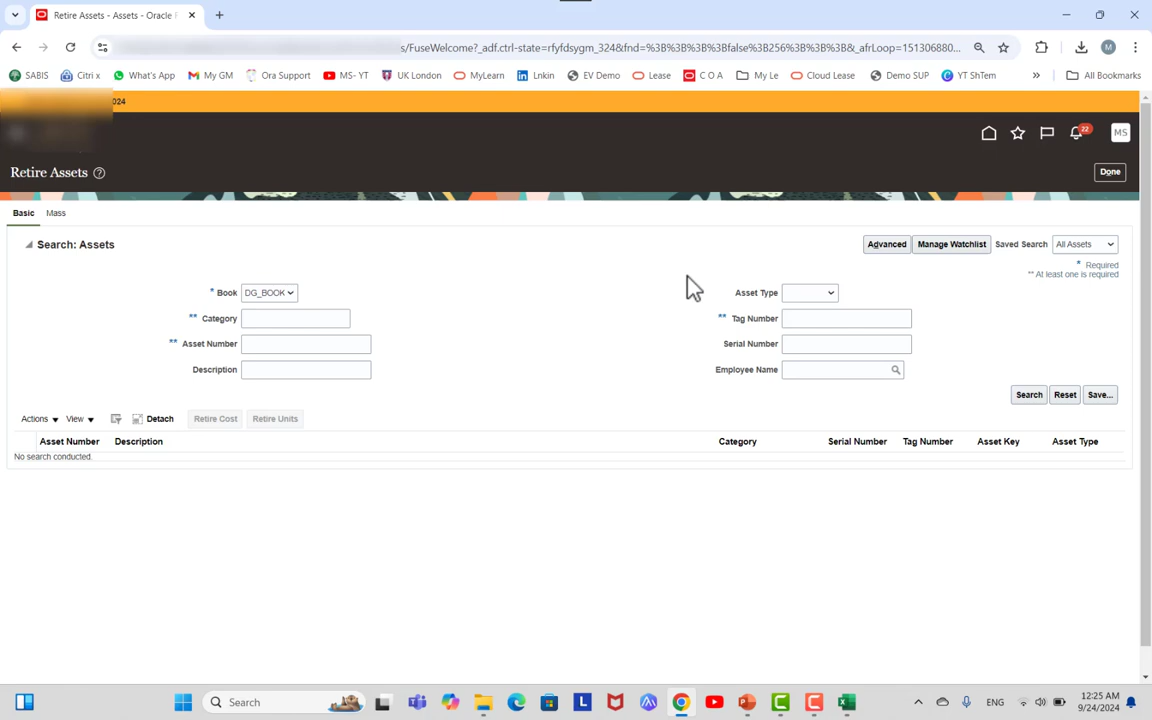 Retire Assets - Assets - Oracle F
s/FuseWelcome?_adf.ctrl-state=rfyfdsygm_324&fnd=%3B%3B%3B%3Bfalse%3B256%3B%3B%3B&_afrLoop=151306880...
M
SABIS Citri x What's App My GM Ora Support MS- YT UK London MyLearn Lnkin EV Demo Lease C O A My Le Cloud Lease Demo SUP YT ShTem » All Bookmarks
2024
22 MS
Retire Assets Done
Basic Mass
Search: Assets Advanced Manage Watchlist Saved Search All Assets
* Required
** At least one is required
* Book DG_BOOK Asset Type
** Category ** Tag Number
** Asset Number Serial Number
Description Employee Name
Search Reset Save...
Actions View Detach Retire Cost Retire Units
Asset Number Description Category Serial Number Tag Number Asset Key Asset Type
No search conducted.
Search ENG 12:25 AM
9/24/2024